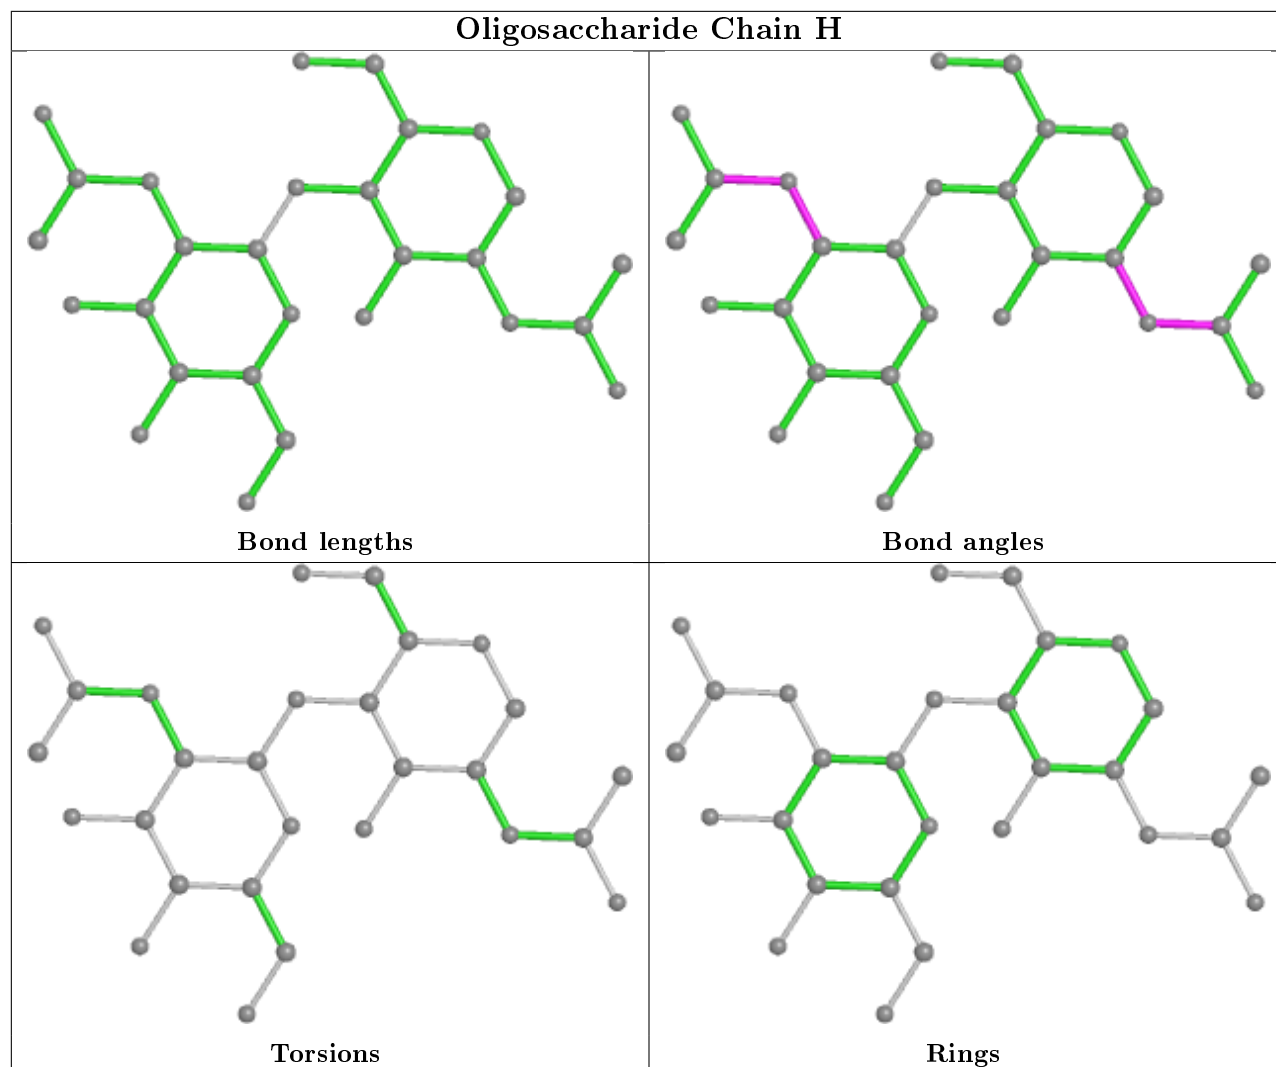 Oligosaccharide Chain H
Bond lengths
Bond angles
Torsions
Rings